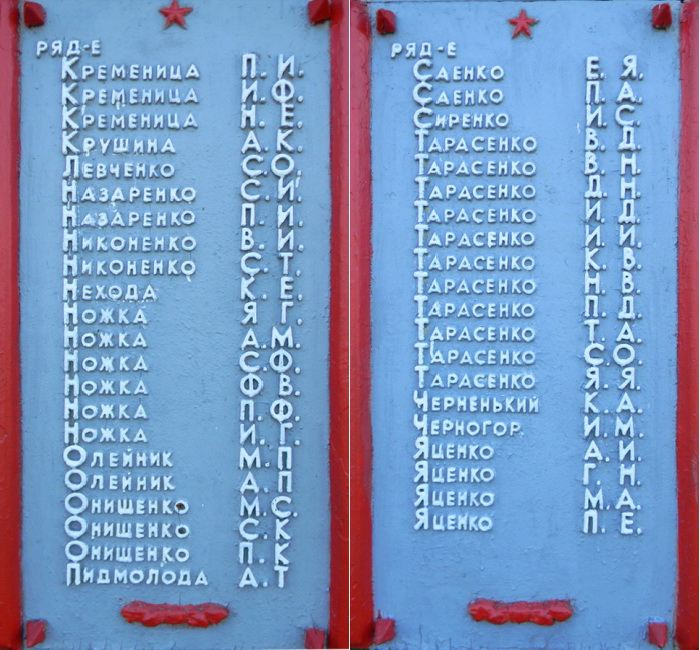 РЯД-Е
КРЕМЕНИЦА П. И.
КРЕМЕНИЦА И. Ф.
КРЕМЕНИЦА Н. Е.
КРУШИНА А. К.
ЛЕВЧЕНКО С. О.
НАЗАРЕНКО С. И.
НАЗАРЕНКО П. И.
НИКОНЕНКО В. И.
НИКОНЕНКО С. Т.
НЕХОДА К. Е.
НОЖКА Я. Г.
НОЖКА А. М.
НОЖКА С. Ф.
НОЖКА Ф. В.
НОЖКА П. Ф.
НОЖКА И. Г.
ОЛЕЙНИК М. П
ОЛЕЙНИК А. П
ОНИЩЕНКО М. С.
ОНИЩЕНКО С. К
ОНИЩЕНКО П. К
ПИДМОЛОДА А. Т
РЯД-Е
САЕНКО Е. Я.
САЕНКО П. А.
СИРЕНКО И. С.
ТАРАСЕНКО В. Д.
ТАРАСЕНКО В. Н.
ТАРАСЕНКО Д. Н.
ТАРАСЕНКО И. Д.
ТАРАСЕНКО И. И.
ТАРАСЕНКО К. В.
ТАРАСЕНКО Н. В.
ТАРАСЕНКО П. Д.
ТАРАСЕНКО Т. А.
ТАРАСЕНКО С. О.
ТАРАСЕНКО Я. Я.
ЧЕРНЕНЬКИЙ К. А.
ЧЕРНОГОР. И. М.
ЯЦЕНКО А. И.
ЯЦЕНКО Г. Н.
ЯЦЕНКО М. А.
ЯЦЕНКО П. Е.